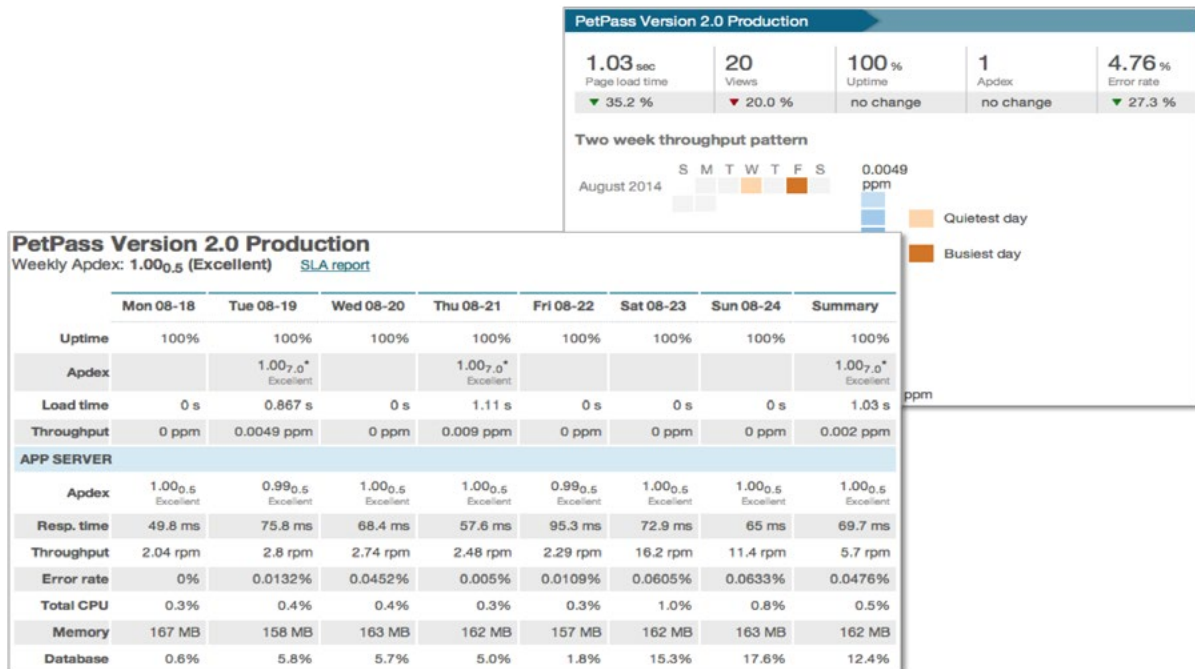 PetPass Version 2.0 Production
1.03 sec 20 100 % 1 4.76 %
Page load time Views Uptime Apdex Error rate
▼ 35.2 % ▼ 20.0 % no change no change ▼ 27.3 %
Two week throughput pattern
S M T W T F S
August 2014
0.0049
ppm
Quietest day
Busiest day
ppm
PetPass Version 2.0 Production
Weekly Apdex: 1.00 0.5 (Excellent) SLA report
Mon 08-18 Tue 08-19 Wed 08-20 Thu 08-21 Fri 08-22 Sat 08-23 Sun 08-24 Summary
Uptime 100% 100% 100% 100% 100% 100% 100% 100%
Apdex 1.00 7.0* 1.00 7.0* 1.00 7.0*
Excellent Excellent Excellent
Load time 0 s 0.867 s 0 s 1.11 s 0 s 0 s 0 s 1.03 s
Throughput 0 ppm 0.0049 ppm 0 ppm 0.009 ppm 0 ppm 0 ppm 0 ppm 0.002 ppm
APP SERVER
Apdex 1.00 0.5 0.99 0.5 1.00 0.5 1.00 0.5 0.99 0.5 1.00 0.5 1.00 0.5 1.00 0.5
Excellent Excellent Excellent Excellent Excellent Excellent Excellent Excellent
Resp. time 49.8 ms 75.8 ms 68.4 ms 57.6 ms 95.3 ms 72.9 ms 65 ms 69.7 ms
Throughput 2.04 rpm 2.8 rpm 2.74 rpm 2.48 rpm 2.29 rpm 16.2 rpm 11.4 rpm 5.7 rpm
Error rate 0% 0.0132% 0.0452% 0.005% 0.0109% 0.0605% 0.0633% 0.0476%
Total CPU 0.3% 0.4% 0.4% 0.3% 0.3% 1.0% 0.8% 0.5%
Memory 167 MB 158 MB 163 MB 162 MB 157 MB 162 MB 163 MB 162 MB
Database 0.6% 5.8% 5.7% 5.0% 1.8% 15.3% 17.6% 12.4%